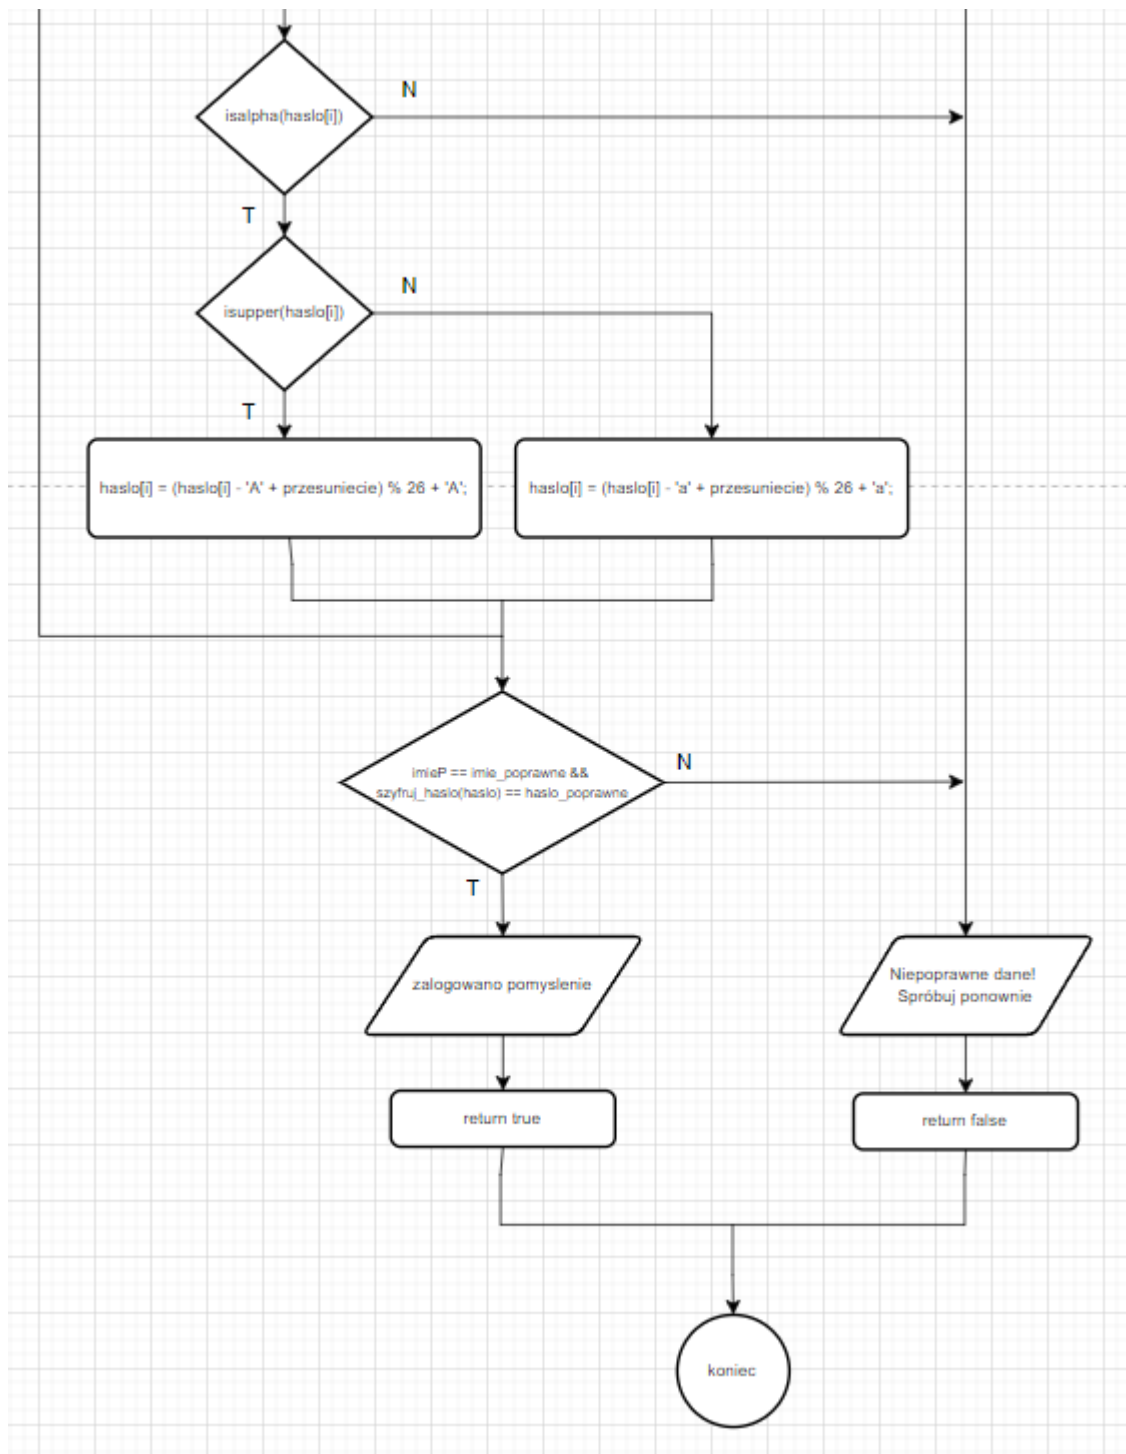 N
isalpha(haslo[i])
T
N
isupper(haslo[i])
T
haslo[i] = (haslo[i] - 'A' + przesuniecie) % 26 + 'A';
haslo[i] = (haslo[i] - 'a' + przesuniecie) % 26 + 'a';
N
imieP == imie_poprawne &&
szyfruj_haslo(haslo) == haslo_poprawne
T
zalogowano pomyslenie
Niepoprawne dane!
Spróbuj ponownie
return true
return false
koniec